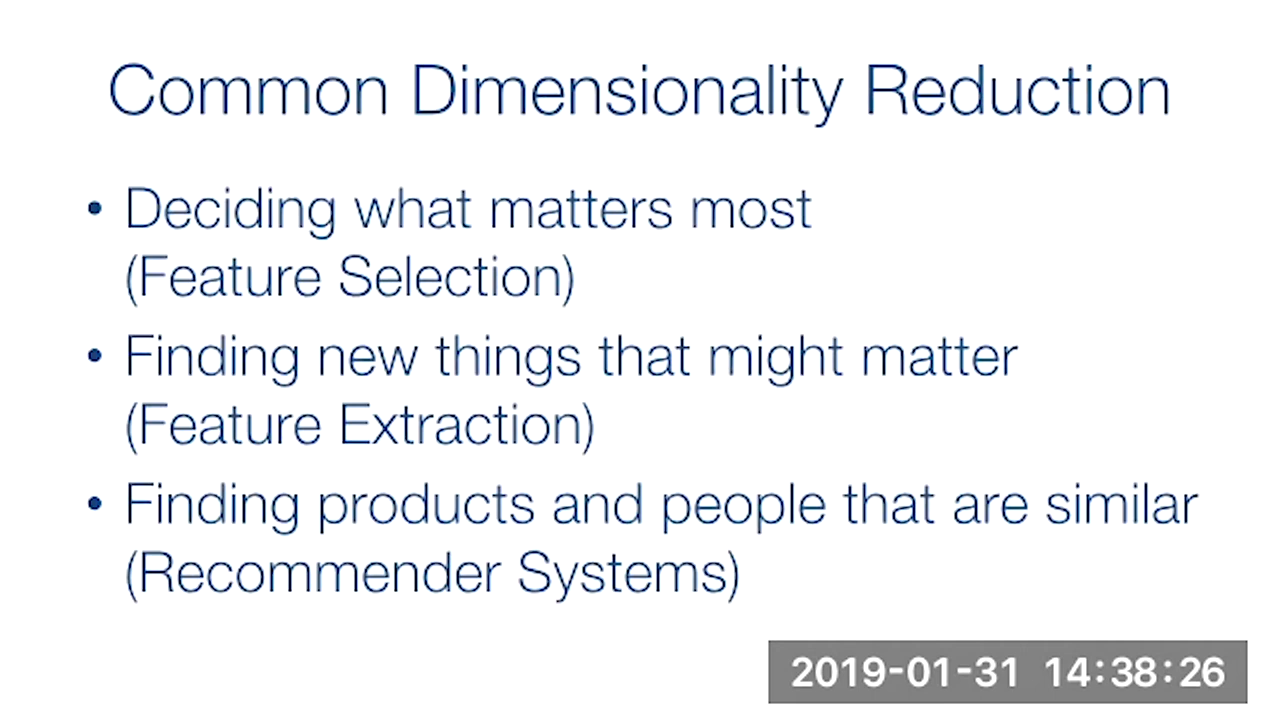 Common Dimensionality Reduction
• Deciding what matters most
(Feature Selection)
• Finding new things that might matter
(Feature Extraction)
• Finding products and people that are similar
(Recommender Systems)
2019-01-31 14:38:26